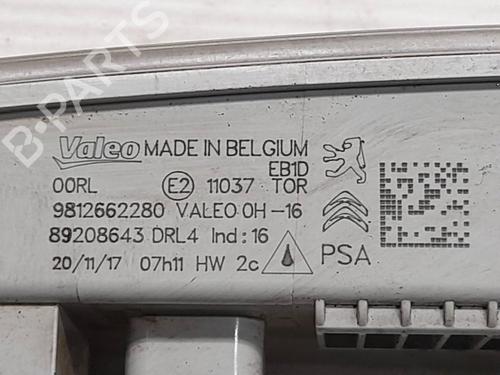 Valeo MADE IN BELGIUM
EB1D
00RL E2 11037 TOR
9812662280 VALEO 0H-16
89208643 DRL4 Ind:16
20/11/17 07h11 HW 2c PSA
B-PARTS